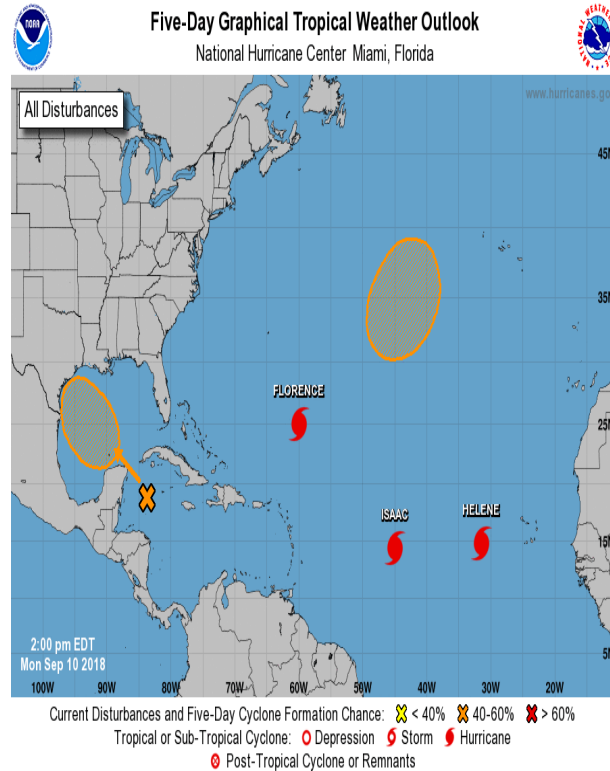 Five-Day Graphical Tropical Weather Outlook
National Hurricane Center Miami, Florida
NOAA
www.hurricanes.go
All Disturbances
45N
35N
FLORENCE
25N
ISAAC
HELENE
15N
2:00 pm EDT
Mon Sep 10 2018
5N
100W 90W 80W 70W 60W 50W 40W 30W 20W 10
Current Disturbances and Five-Day Cyclone Formation Chance: < 40% 40-60% > 60%
Tropical or Sub-Tropical Cyclone: Depression Storm Hurricane
Post-Tropical Cyclone or Remnants